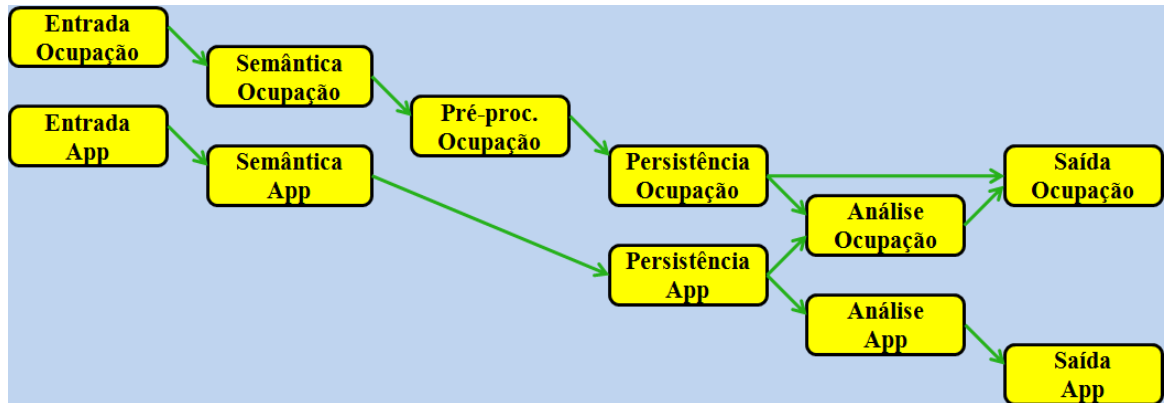 Entrada
Ocupação
Semântica
Ocupação
Pré-proc.
Ocupação
Entrada
App
Semântica
App
Persistência
Ocupação
Saída
Ocupação
Análise
Ocupação
Persistência
App
Análise
App
Saída
App